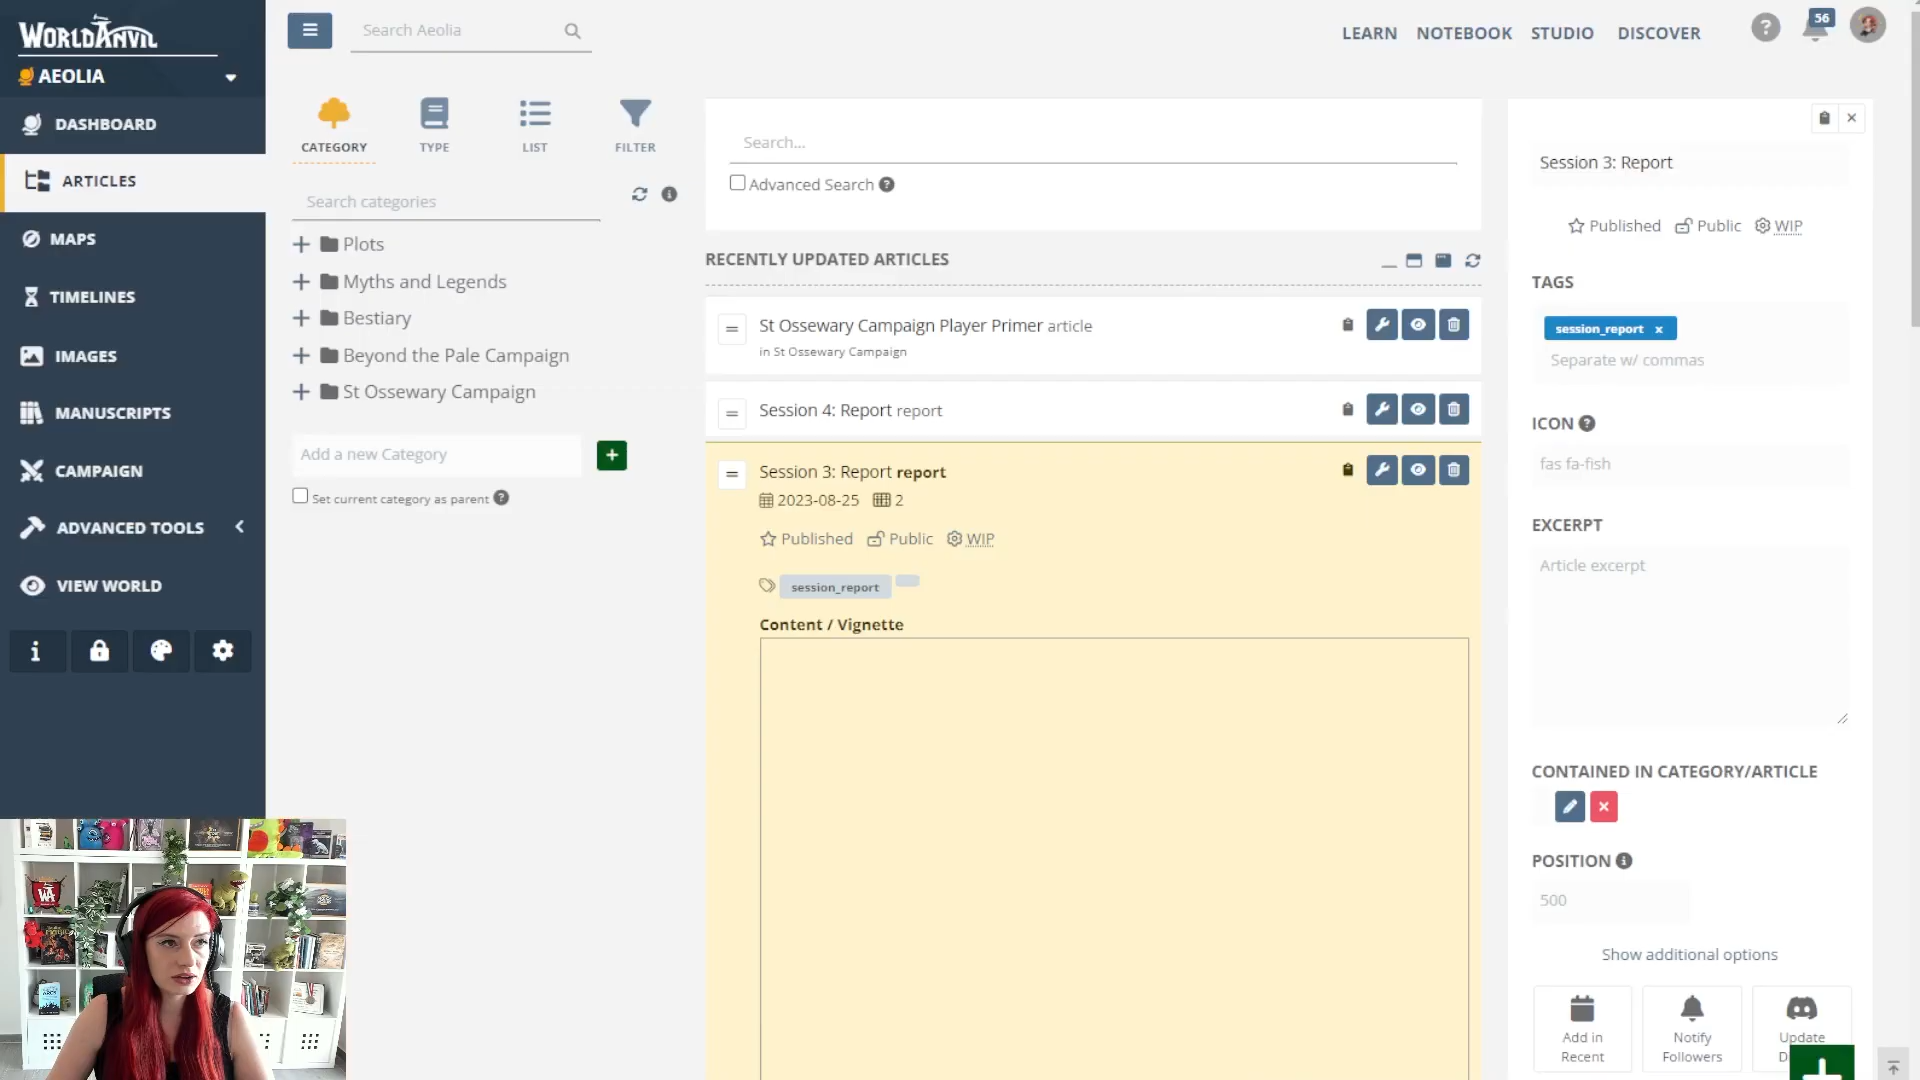 WORLDANVIL
AEOLIA
DASHBOARD
ARTICLES
MAPS
TIMELINES
IMAGES
MANUSCRIPTS
CAMPAIGN
ADVANCED TOOLS
VIEW WORLD
Search Aeolia
LEARN NOTEBOOK STUDIO DISCOVER
56
CATEGORY TYPE LIST FILTER
Search categories
Plots
Myths and Legends
Bestiary
Beyond the Pale Campaign
St Ossewary Campaign
Add a new Category
Set current category as parent
Search...
Advanced Search
RECENTLY UPDATED ARTICLES
St Ossewary Campaign Player Primer article
in St Ossewary Campaign
Session 4: Report report
Session 3: Report report
2023-08-25 2
Published Public WIP
session_report
Content / Vignette
Session 3: Report
Published Public WIP
TAGS
session_report x
Separate w/ commas
ICON
fas fa-fish
EXCERPT
Article excerpt
CONTAINED IN CATEGORY/ARTICLE
POSITION
500
Show additional options
Add in
Recent
Notify
Followers
Update
WA